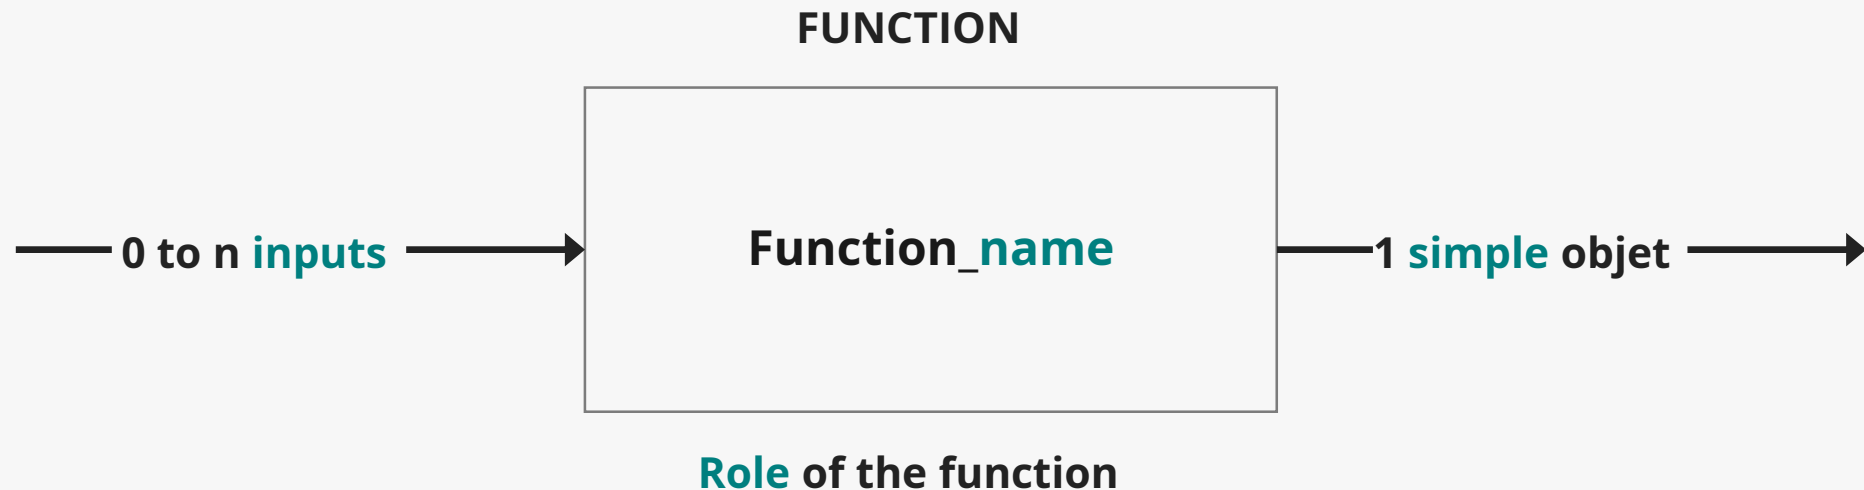 FUNCTION
0 to n inputs
Function_name
1 simple objet
Role of the function